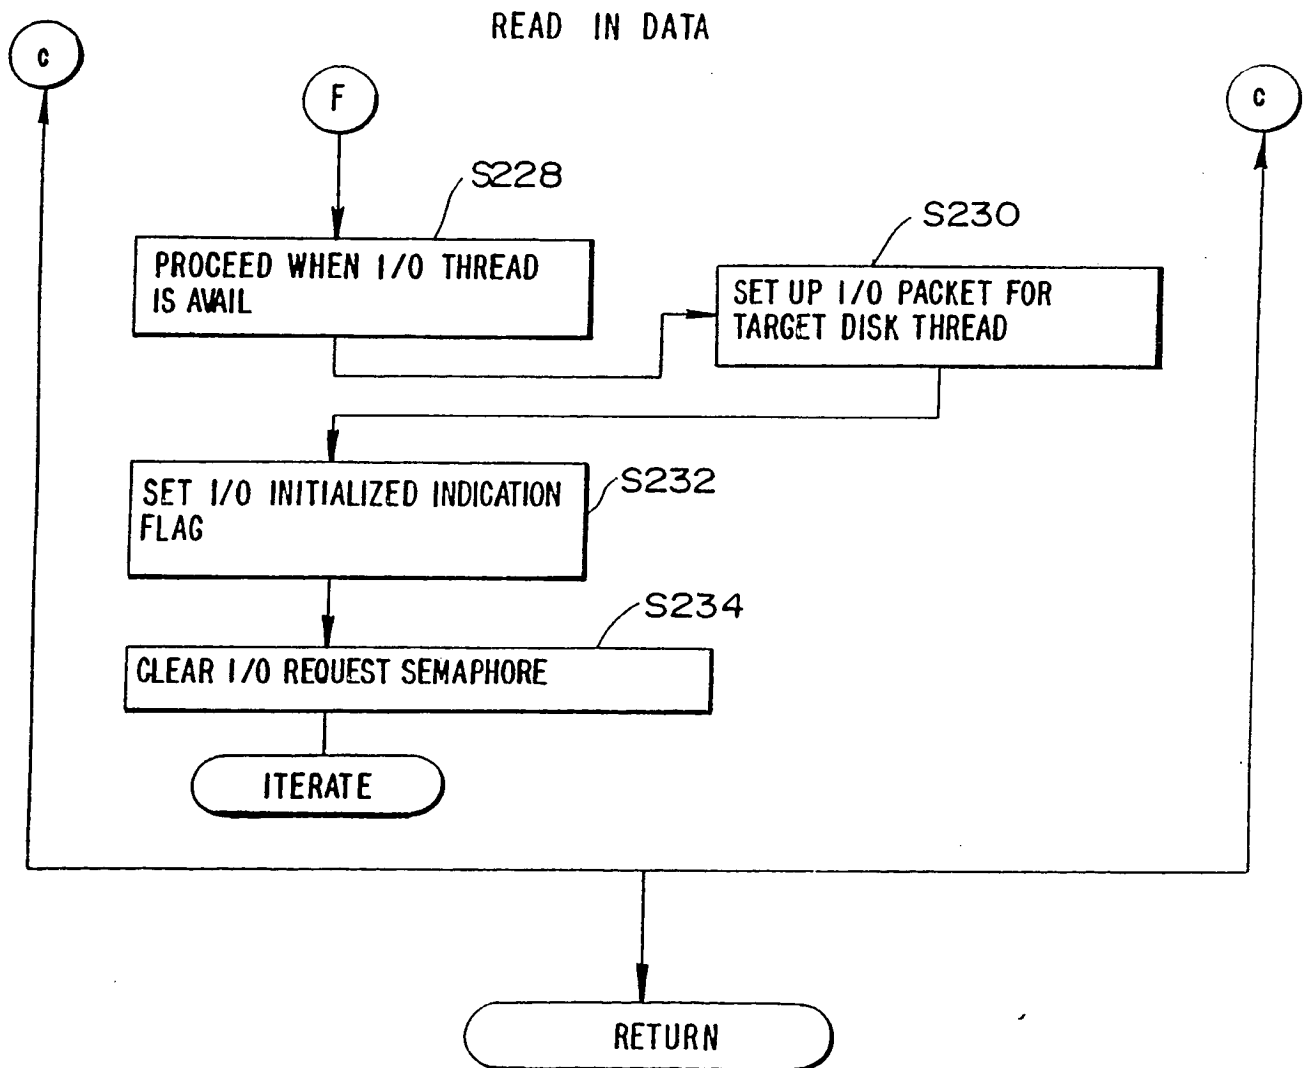 READ IN DATA
C
F
C
S228
PROCEED WHEN I/O THREAD
IS AVAIL
S230
SET UP I/O PACKET FOR
TARGET DISK THREAD
SET I/O INITIALIZED INDICATION
FLAG
S232
S234
CLEAR I/O REQUEST SEMAPHORE
ITERATE
RETURN